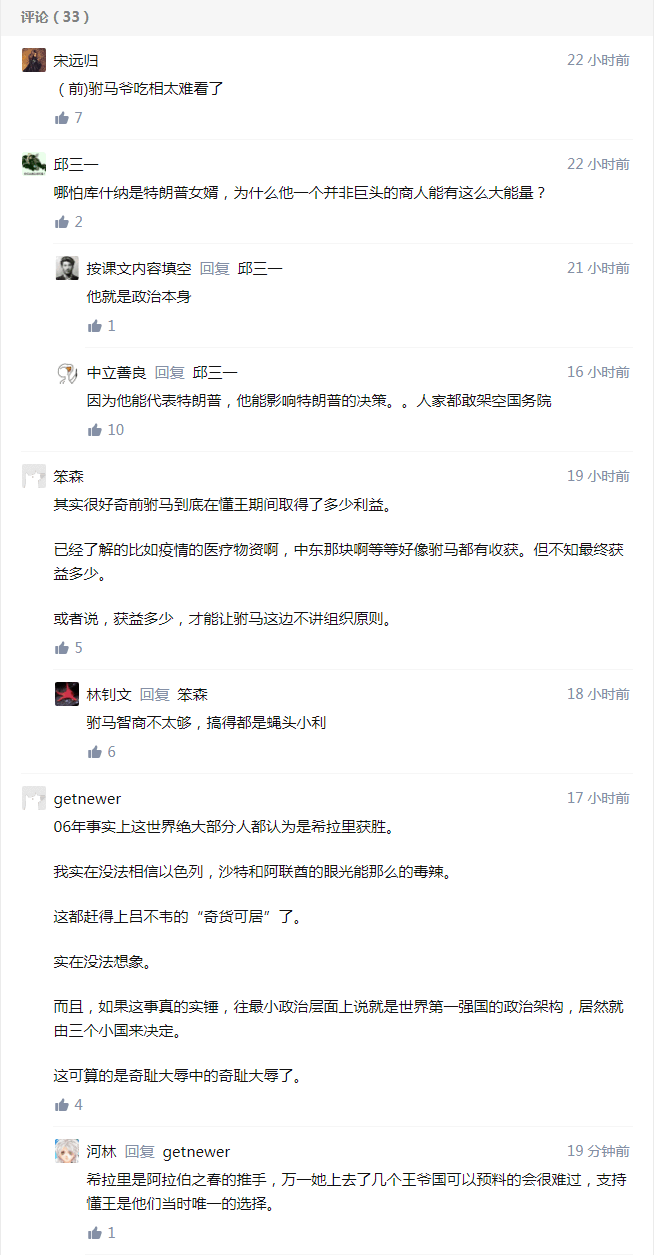 评论（33）
宋远归 22 小时前
（前)驸马爷吃相太难看了
7
邱三一 22 小时前
哪怕库什纳是特朗普女婿，为什么他一个并非巨头的商人能有这么大能量？
2
按课文内容填空 回复 邱三一 21 小时前
他就是政治本身
1
中立善良 回复 邱三一 16 小时前
因为他能代表特朗普，他能影响特朗普的决策。。人家都敢架空国务院
10
笨森 19 小时前
其实很好奇前驸马到底在懂王期间取得了多少利益。
已经了解的比如疫情的医疗物资啊，中东那块啊等等好像驸马都有收获。但不知最终获
益多少。
或者说，获益多少，才能让驸马这边不讲组织原则。
5
林钊文 回复 笨森 18 小时前
驸马智商不太够，搞得都是蝇头小利
6
getnewer 17 小时前
06年事实上这世界绝大部分人都认为是希拉里获胜。
我实在没法相信以色列，沙特和阿联酋的眼光能那么的毒辣。
这都赶得上吕不韦的“奇货可居”了。
实在没法想象。
而且，如果这事真的实锤，往最小政治层面上说就是世界第一强国的政治架构，居然就
由三个小国来决定。
这可算的是奇耻大辱中的奇耻大辱了。
4
河林 回复 getnewer 19 分钟前
希拉里是阿拉伯之春的推手，万一她上去了几个王爷国可以预料的会很难过，支持
懂王是他们当时唯一的选择。
1